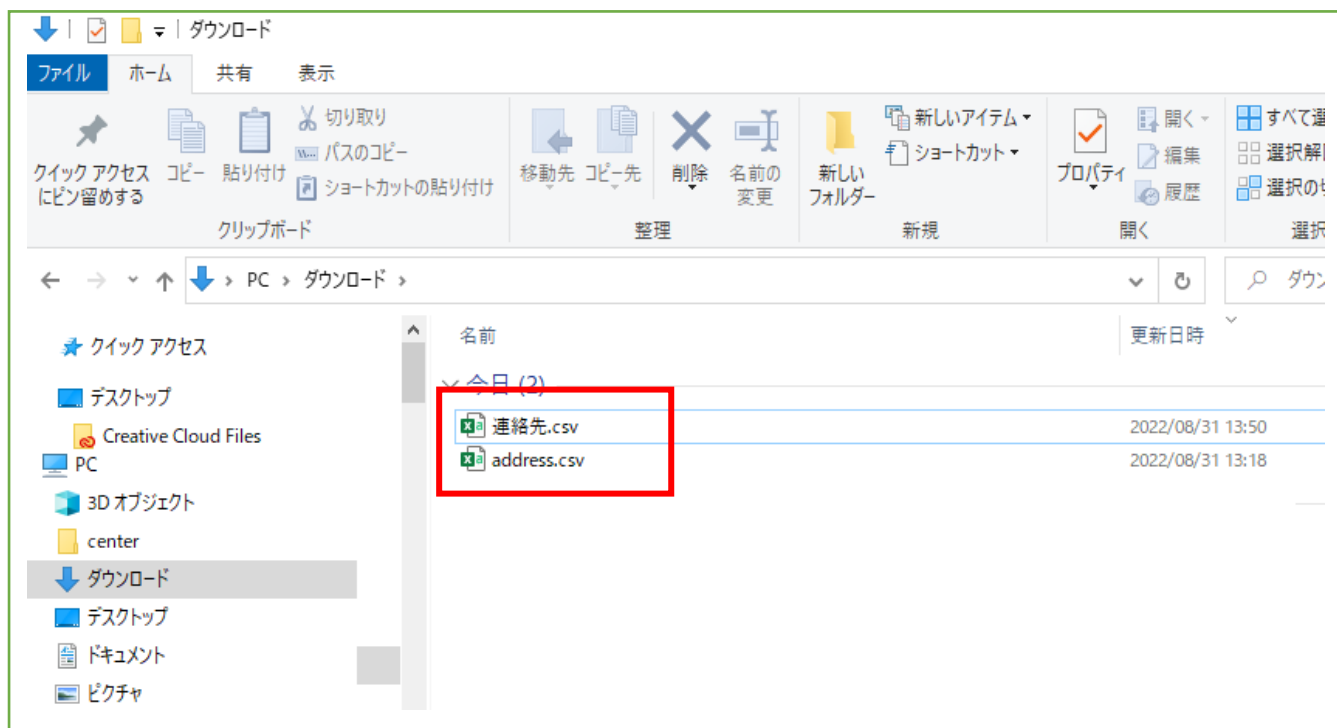 ダウンロード
ファイル ホーム 共有 表示
クイック アクセス
にピン留めする
コピー
貼り付け
切り取り
パスのコピー
ショートカットの貼り付け
クリップボード
移動先
コピー先
削除
名前の
変更
整理
新しい
フォルダー
新しいアイテム
ショートカット
新規
プロパティ
開く
編集
履歴
開く
すべて選
選択解
選択の
選択
PC ダウンロード
ダウン
クイック アクセス
デスクトップ
Creative Cloud Files
PC
3D オブジェクト
center
ダウンロード
デスクトップ
ドキュメント
ピクチャ
名前 更新日時
今日 (2)
連絡先.csv 2022/08/31 13:50
address.csv 2022/08/31 13:18